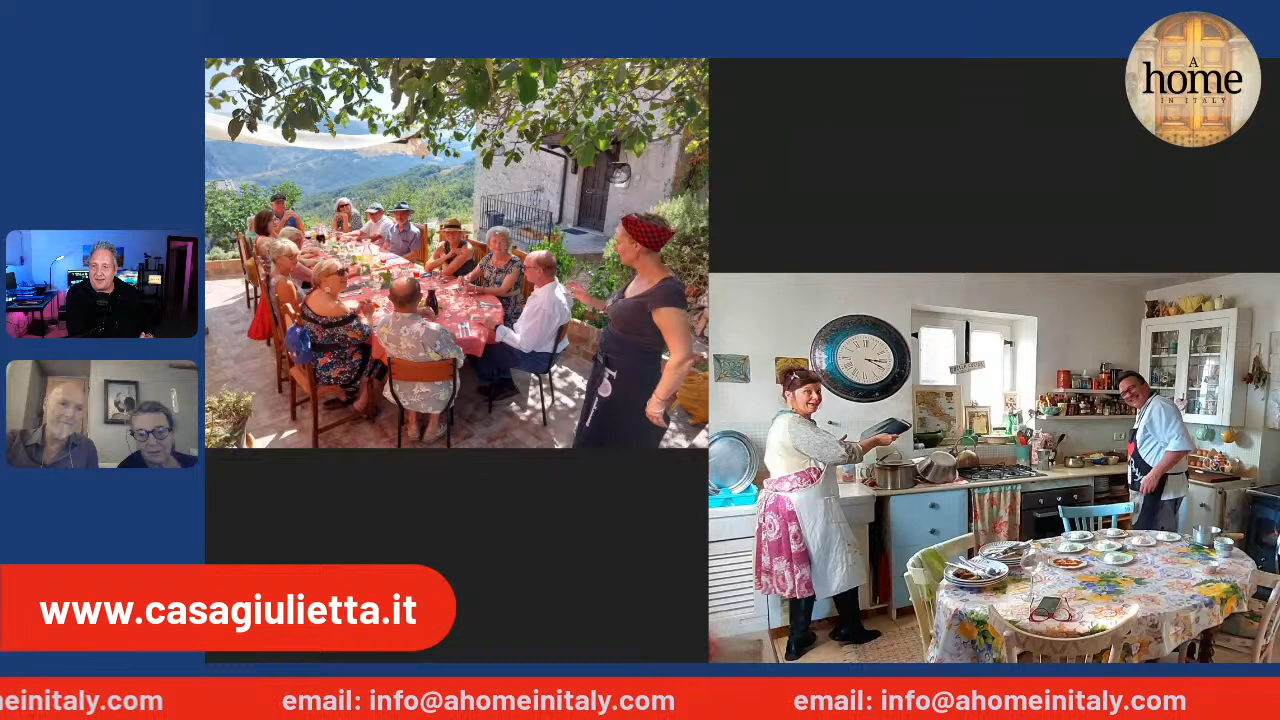 A
home
IN ITALY
www.casagiulietta.it
meinitaly.com
email: info@ahomeinitaly.com
email: info@ahomeinitaly.com